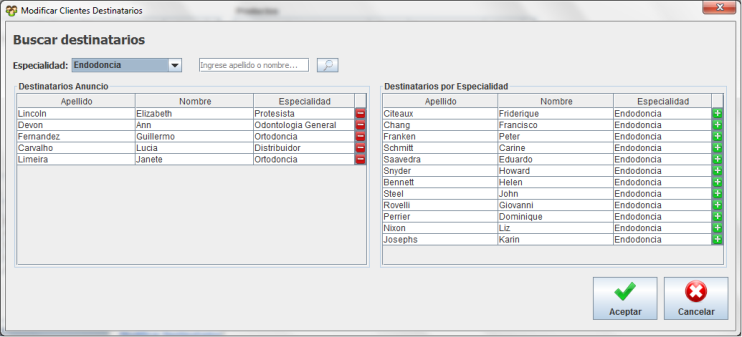 Modificar Clientes Destinatarios
Buscar destinatarios
Especialidad: Endodoncia Ingrese apellido o nombre...
Destinatarios Anuncio
Apellido Nombre Especialidad
Lincoln Elizabeth Protesista
Devon Ann Odontologia General
Fernandez Guillermo Ortodoncia
Carvalho Lucia Distribuidor
Limeira Janete Ortodoncia
Destinatarios por Especialidad
Apellido Nombre Especialidad
Citeaux Friderique Endodoncia
Chang Francisco Endodoncia
Franken Peter Endodoncia
Schmitt Carine Endodoncia
Saavedra Eduardo Endodoncia
Snyder Howard Endodoncia
Bennett Helen Endodoncia
Steel John Endodoncia
Rovelli Giovanni Endodoncia
Perrier Dominique Endodoncia
Nixon Liz Endodoncia
Josephs Karin Endodoncia
Aceptar Cancelar